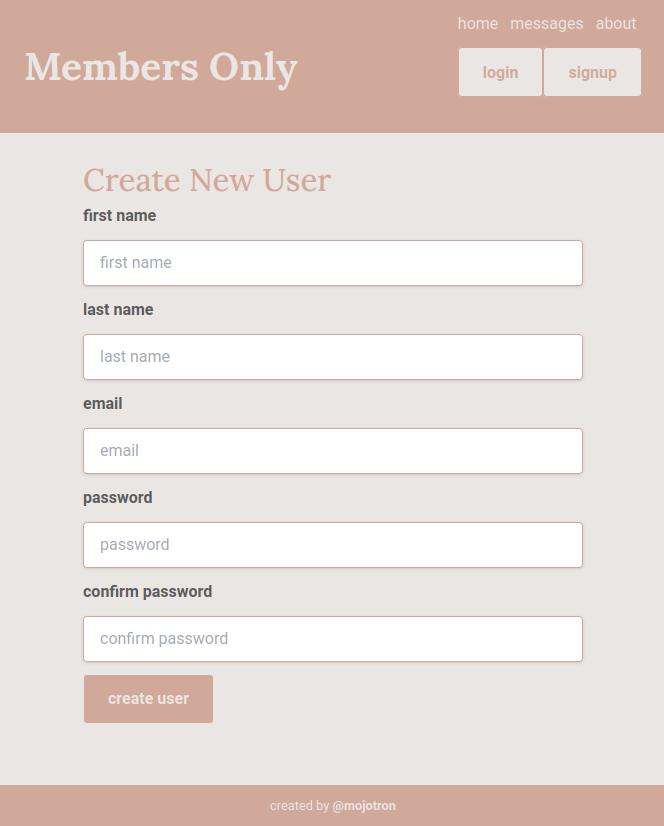 home messages about
Members Only
login signup
Create New User
first name
first name
last name
last name
email
email
password
password
confirm password
confirm password
create user
created by @mojotron